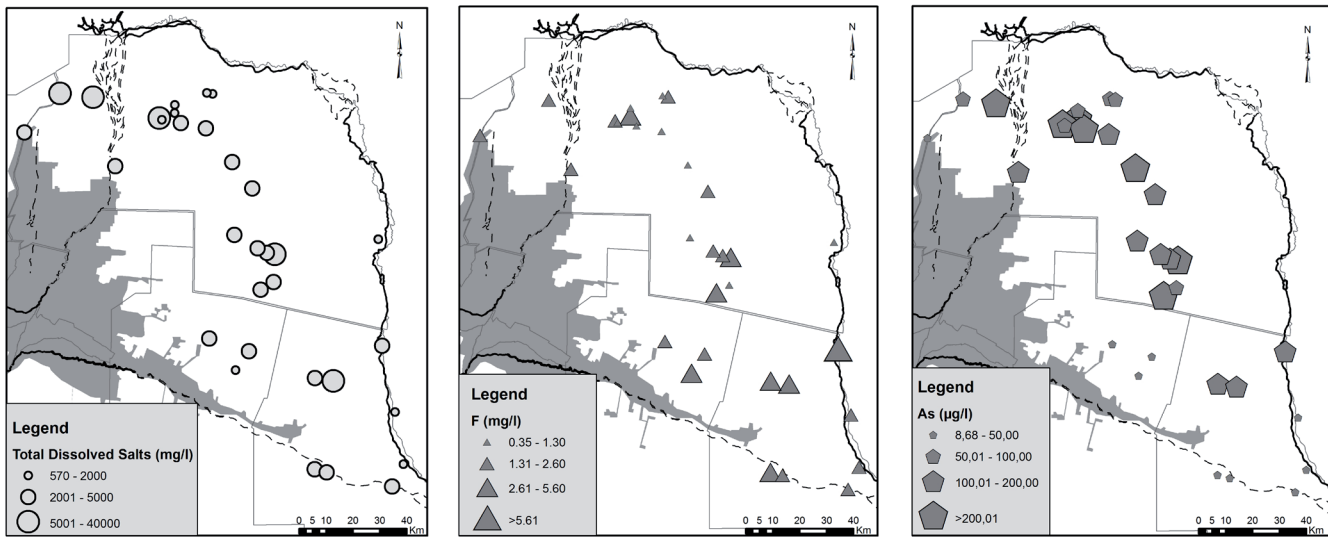 N
Legend
Total Dissolved Salts (mg/l)
570 - 2000
2001 - 5000
5001 - 40000
0 5 10 20 30 40
Km
N
Legend
F (mg/l)
0.35 - 1.30
1.31 - 2.60
2.61 - 5.60
>5.61
0 5 10 20 30 40
Km
N
Legend
As (µg/l)
8,68 - 50,00
50,01 - 100,00
100,01 - 200,00
>200,01
0 5 10 20 30 40
Km